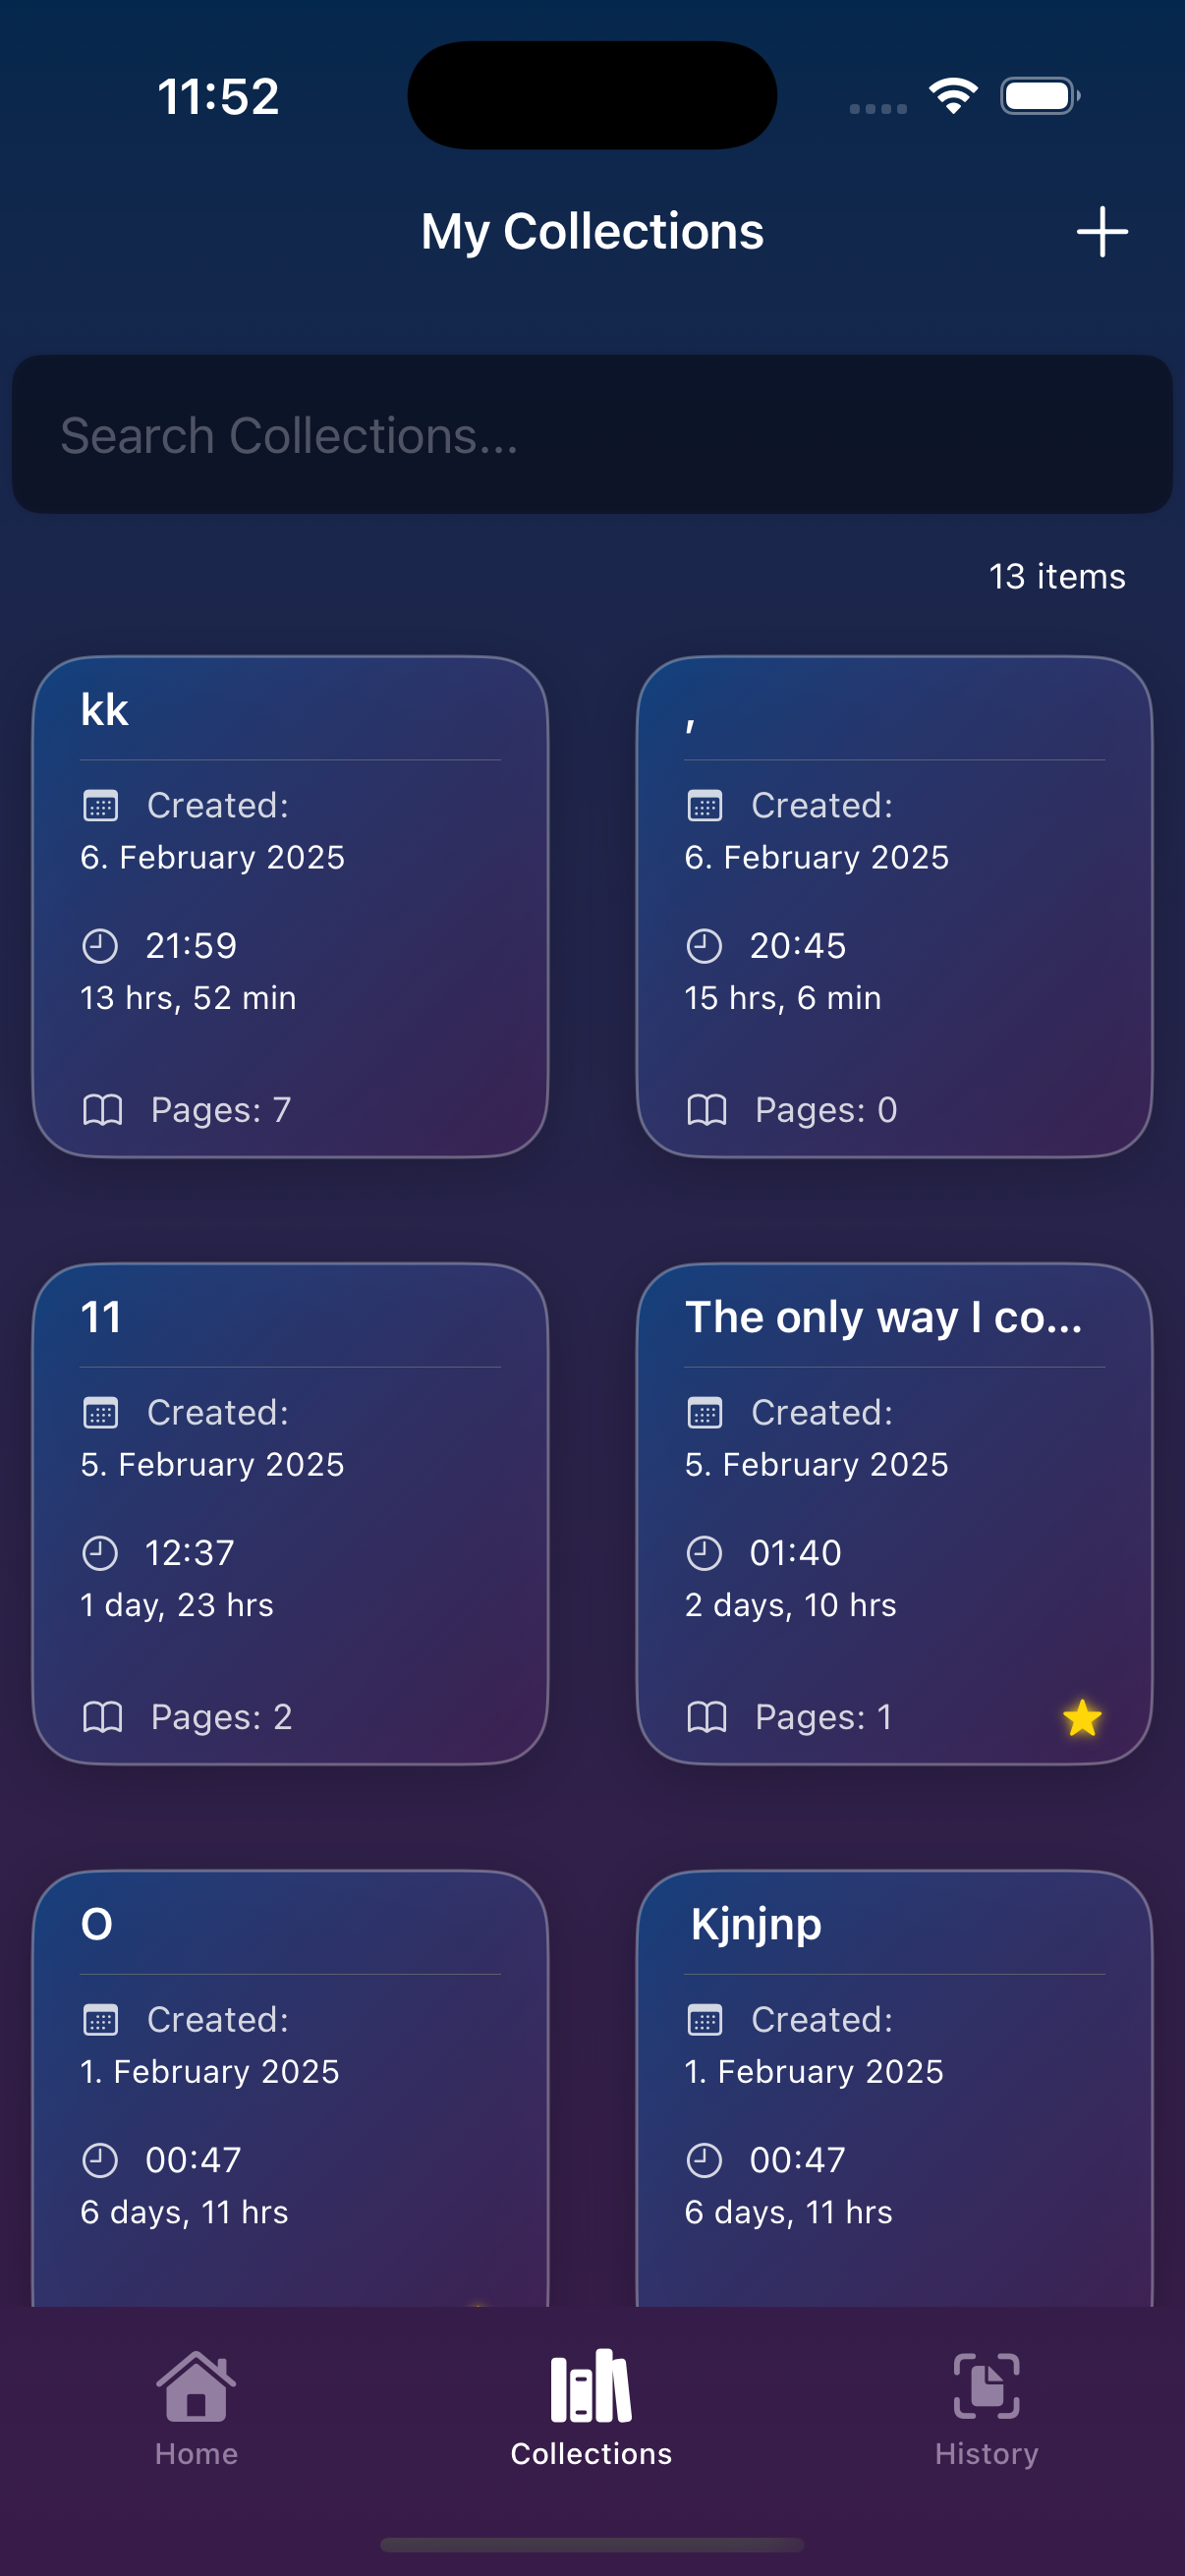 11:52
My Collections
Search Collections...
13 items
kk
Created:
6. February 2025
21:59
13 hrs, 52 min
Pages: 7
,
Created:
6. February 2025
20:45
15 hrs, 6 min
Pages: 0
11
Created:
5. February 2025
12:37
1 day, 23 hrs
Pages: 2
The only way I co...
Created:
5. February 2025
01:40
2 days, 10 hrs
Pages: 1
O
Created:
1. February 2025
00:47
6 days, 11 hrs
Kjnjnp
Created:
1. February 2025
00:47
6 days, 11 hrs
Home
Collections
History